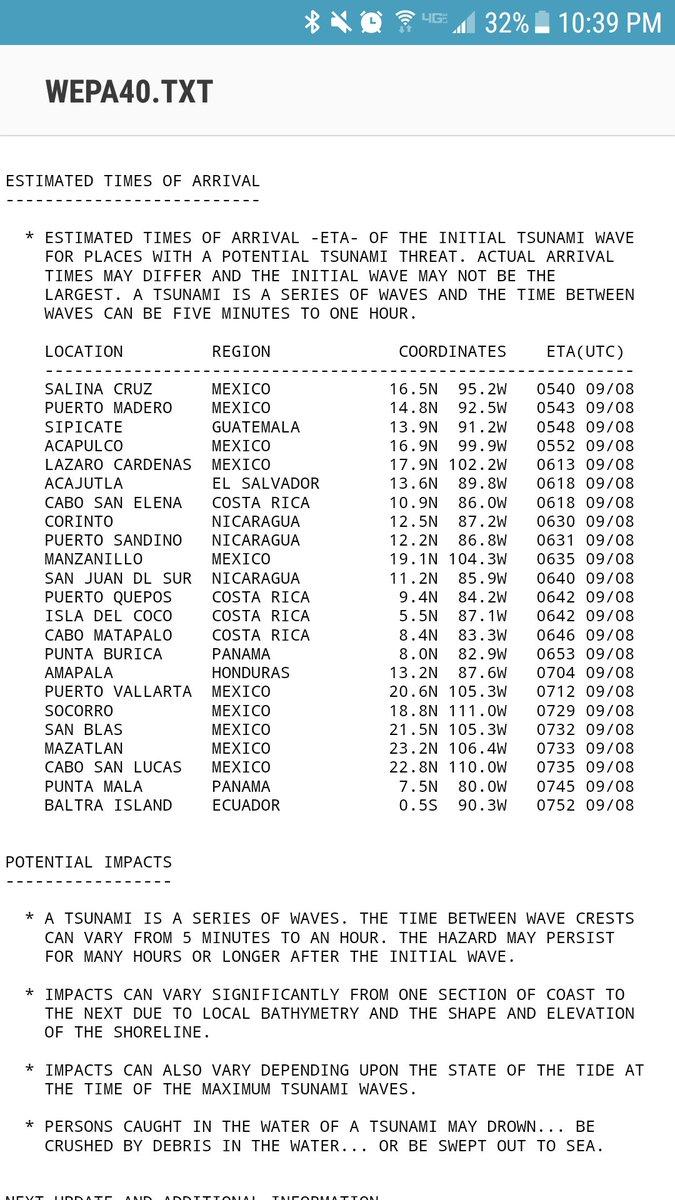 4GE 32% 10:39 PM
WEPA40.TXT
ESTIMATED TIMES OF ARRIVAL
--------------------------
* ESTIMATED TIMES OF ARRIVAL -ETA- OF THE INITIAL TSUNAMI WAVE
FOR PLACES WITH A POTENTIAL TSUNAMI THREAT. ACTUAL ARRIVAL
TIMES MAY DIFFER AND THE INITIAL WAVE MAY NOT BE THE
LARGEST. A TSUNAMI IS A SERIES OF WAVES AND THE TIME BETWEEN
WAVES CAN BE FIVE MINUTES TO ONE HOUR.
LOCATION REGION COORDINATES ETA(UTC)
------------------------------------------------------------
SALINA CRUZ MEXICO 16.5N 95.2W 0540 09/08
PUERTO MADERO MEXICO 14.8N 92.5W 0543 09/08
SIPICATE GUATEMALA 13.9N 91.2W 0548 09/08
ACAPULCO MEXICO 16.9N 99.9W 0552 09/08
LAZARO CARDENAS MEXICO 17.9N 102.2W 0613 09/08
ACAJUTLA EL SALVADOR 13.6N 89.8W 0618 09/08
CABO SAN ELENA COSTA RICA 10.9N 86.0W 0618 09/08
CORINTO NICARAGUA 12.5N 87.2W 0630 09/08
PUERTO SANDINO NICARAGUA 12.2N 86.8W 0631 09/08
MANZANILLO MEXICO 19.1N 104.3W 0635 09/08
SAN JUAN DL SUR NICARAGUA 11.2N 85.9W 0640 09/08
PUERTO QUEPOS COSTA RICA 9.4N 84.2W 0642 09/08
ISLA DEL COCO COSTA RICA 5.5N 87.1W 0642 09/08
CABO MATAPALO COSTA RICA 8.4N 83.3W 0646 09/08
PUNTA BURICA PANAMA 8.0N 82.9W 0653 09/08
AMAPALA HONDURAS 13.2N 87.6W 0704 09/08
PUERTO VALLARTA MEXICO 20.6N 105.3W 0712 09/08
SOCORRO MEXICO 18.8N 111.0W 0729 09/08
SAN BLAS MEXICO 21.5N 105.3W 0732 09/08
MAZATLAN MEXICO 23.2N 106.4W 0733 09/08
CABO SAN LUCAS MEXICO 22.8N 110.0W 0735 09/08
PUNTA MALA PANAMA 7.5N 80.0W 0745 09/08
BALTRA ISLAND ECUADOR 0.5S 90.3W 0752 09/08
POTENTIAL IMPACTS
-----------------
* A TSUNAMI IS A SERIES OF WAVES. THE TIME BETWEEN WAVE CRESTS
CAN VARY FROM 5 MINUTES TO AN HOUR. THE HAZARD MAY PERSIST
FOR MANY HOURS OR LONGER AFTER THE INITIAL WAVE.
* IMPACTS CAN VARY SIGNIFICANTLY FROM ONE SECTION OF COAST TO
THE NEXT DUE TO LOCAL BATHYMETRY AND THE SHAPE AND ELEVATION
OF THE SHORELINE.
* IMPACTS CAN ALSO VARY DEPENDING UPON THE STATE OF THE TIDE AT
THE TIME OF THE MAXIMUM TSUNAMI WAVES.
* PERSONS CAUGHT IN THE WATER OF A TSUNAMI MAY DROWN... BE
CRUSHED BY DEBRIS IN THE WATER... OR BE SWEPT OUT TO SEA.
NEXT UPDATE AND ADDITIONAL INFORMATION